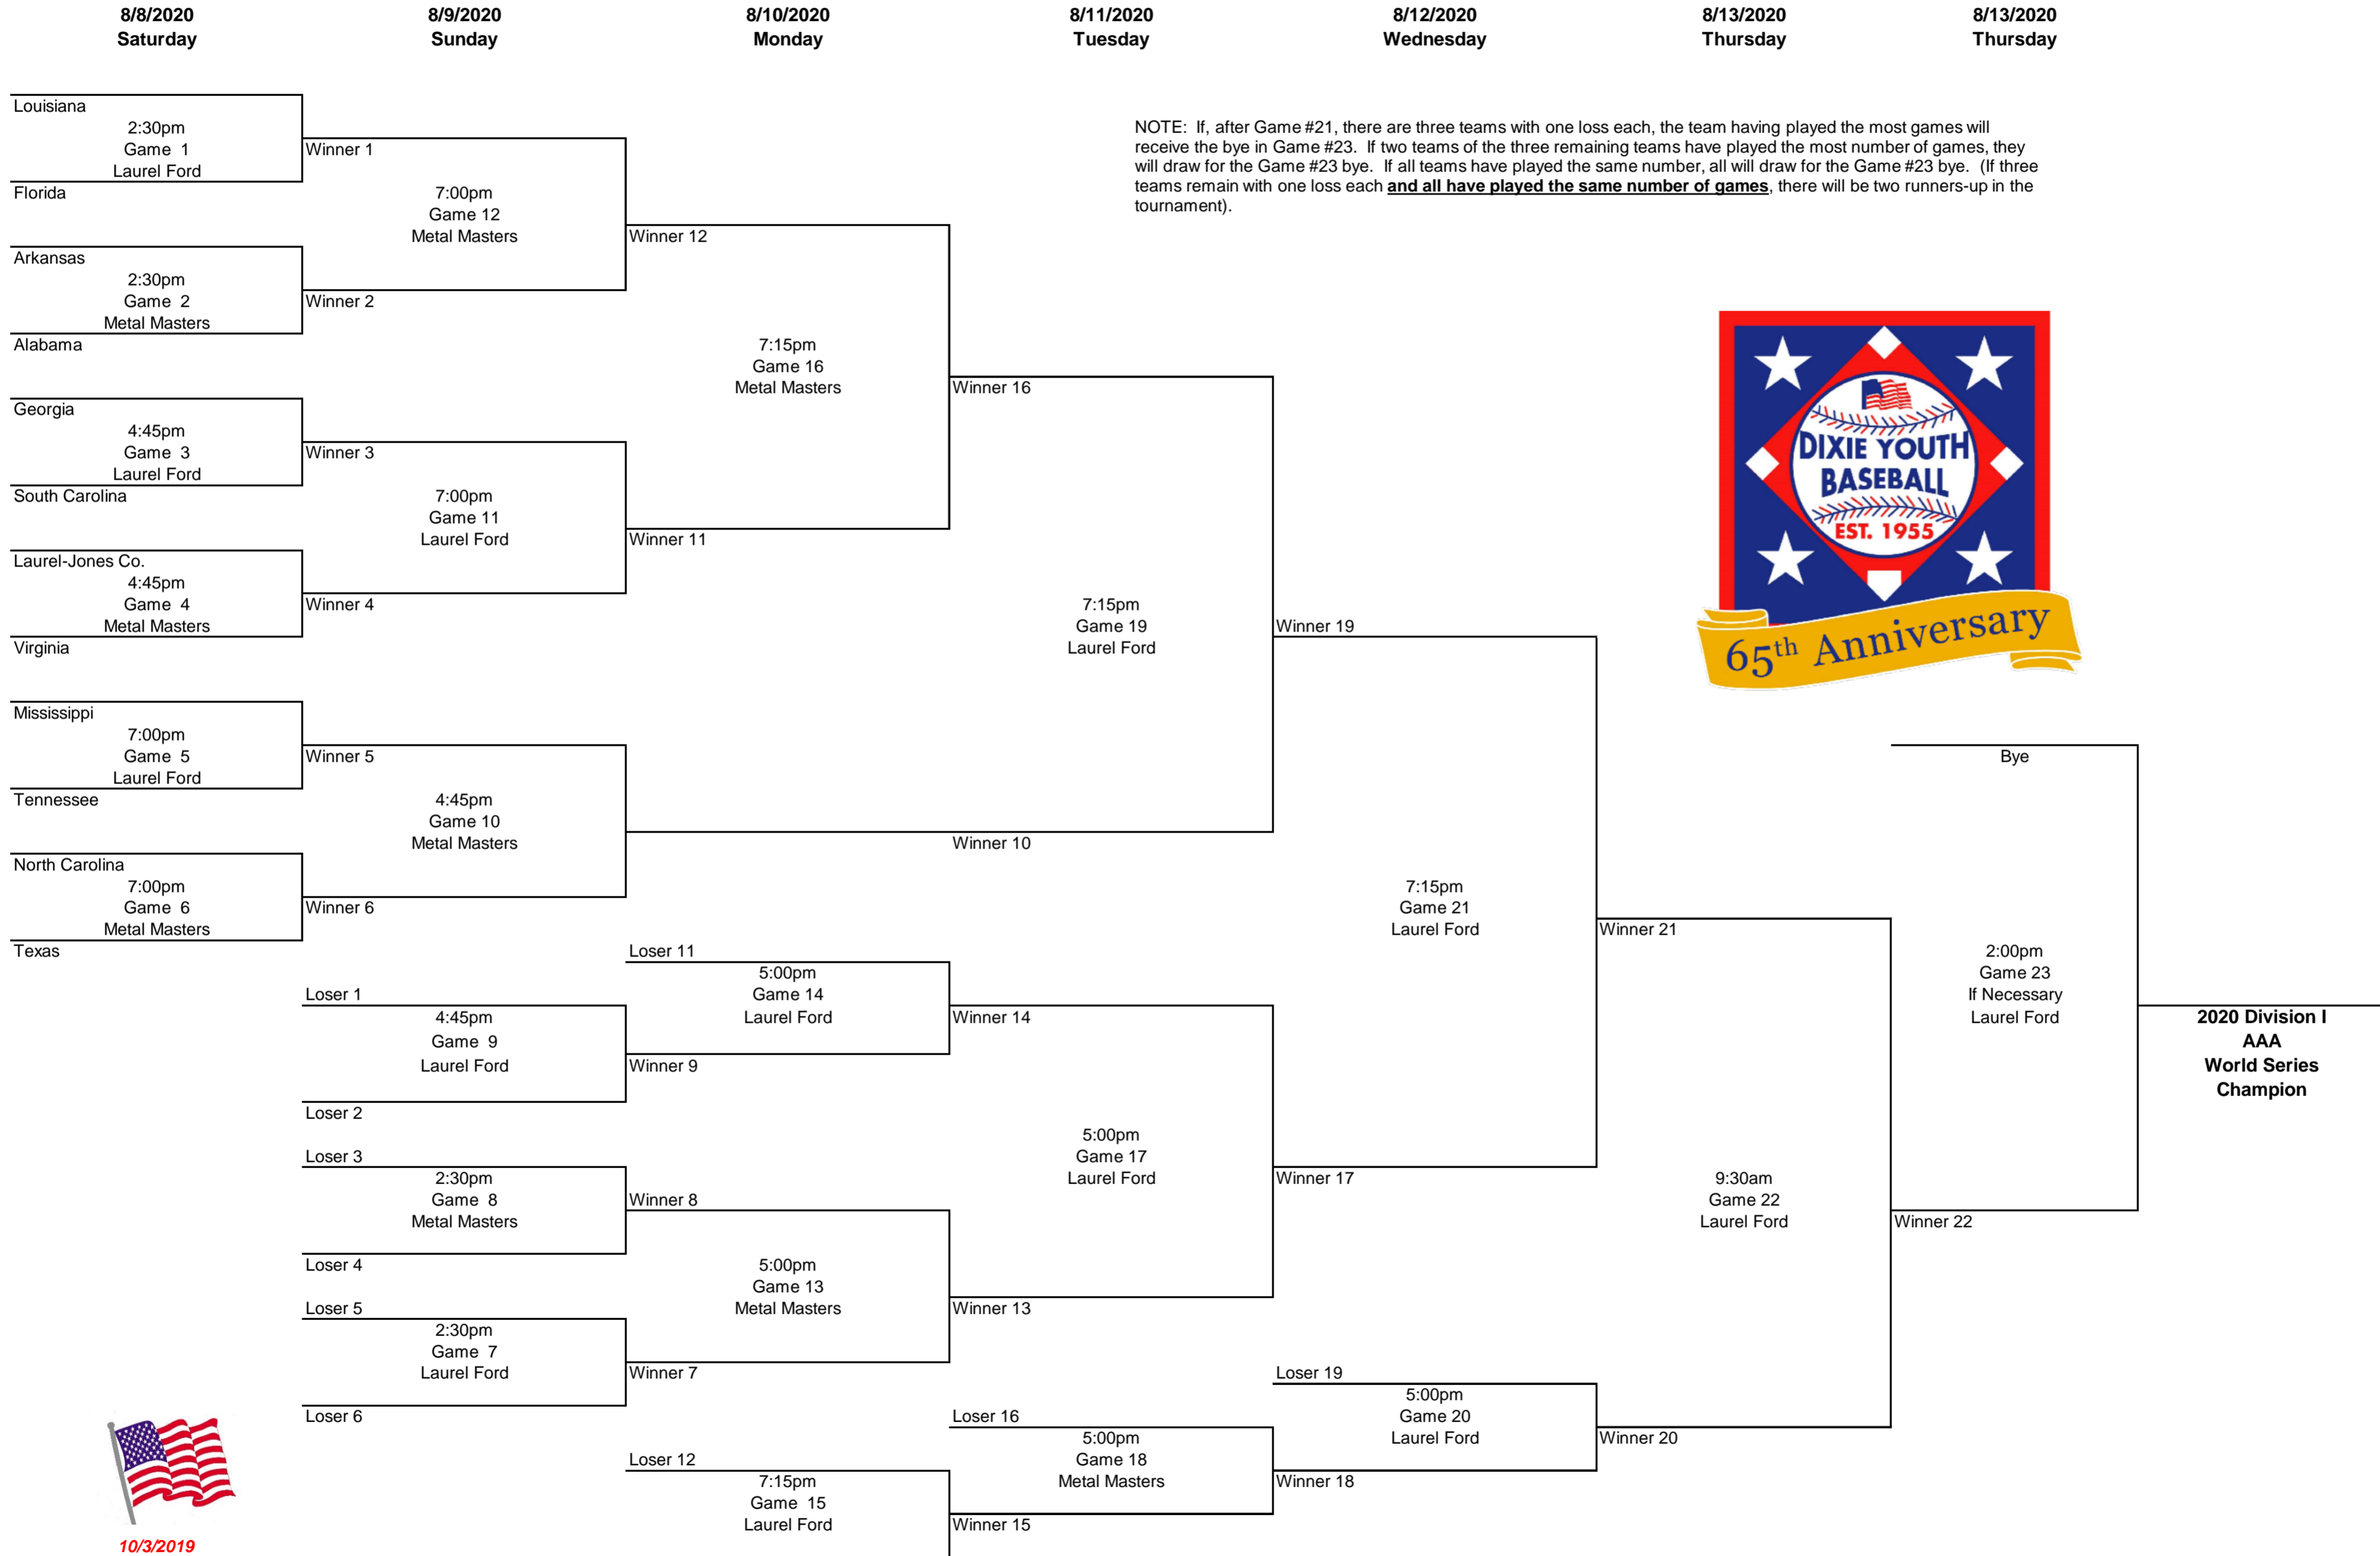 8/8/2020
Saturday
8/9/2020
Sunday
8/10/2020
Monday
8/11/2020
Tuesday
8/12/2020
Wednesday
8/13/2020
Thursday
8/13/2020
Thursday
NOTE: If, after Game #21, there are three teams with one loss each, the team having played the most games will
receive the bye in Game #23. If two teams of the three remaining teams have played the most number of games, they
will draw for the Game #23 bye. If all teams have played the same number, all will draw for the Game #23 bye. (If three
teams remain with one loss each and all have played the same number of games, there will be two runners-up in the
tournament).
Louisiana
2:30pm
Game 1
Laurel Ford
Florida
Arkansas
2:30pm
Game 2
Metal Masters
Alabama
Georgia
4:45pm
Game 3
Laurel Ford
South Carolina
Laurel-Jones Co.
4:45pm
Game 4
Metal Masters
Virginia
Mississippi
7:00pm
Game 5
Laurel Ford
Tennessee
North Carolina
7:00pm
Game 6
Metal Masters
Texas
Winner 1
7:00pm
Game 12
Metal Masters
Winner 2
Winner 3
7:00pm
Game 11
Laurel Ford
Winner 4
Winner 5
4:45pm
Game 10
Metal Masters
Winner 6
Loser 1
4:45pm
Game 9
Laurel Ford
Loser 2
Loser 3
2:30pm
Game 8
Metal Masters
Loser 4
Loser 5
2:30pm
Game 7
Laurel Ford
Loser 6
Winner 12
7:15pm
Game 16
Metal Masters
Winner 11
Loser 11
5:00pm
Game 14
Laurel Ford
Winner 9
Winner 8
5:00pm
Game 13
Metal Masters
Winner 7
Loser 12
7:15pm
Game 15
Laurel Ford
Winner 16
7:15pm
Game 19
Laurel Ford
Winner 10
Winner 14
5:00pm
Game 17
Laurel Ford
Winner 13
Loser 16
5:00pm
Game 18
Metal Masters
Winner 15
Winner 19
7:15pm
Game 21
Laurel Ford
Winner 17
Loser 19
5:00pm
Game 20
Laurel Ford
Winner 18
Winner 21
9:30am
Game 22
Laurel Ford
Winner 20
Bye
2:00pm
Game 23
If Necessary
Laurel Ford
Winner 22
2020 Division I
AAA
World Series
Champion
DIXIE YOUTH
BASEBALL
EST. 1955
65th Anniversary
10/3/2019